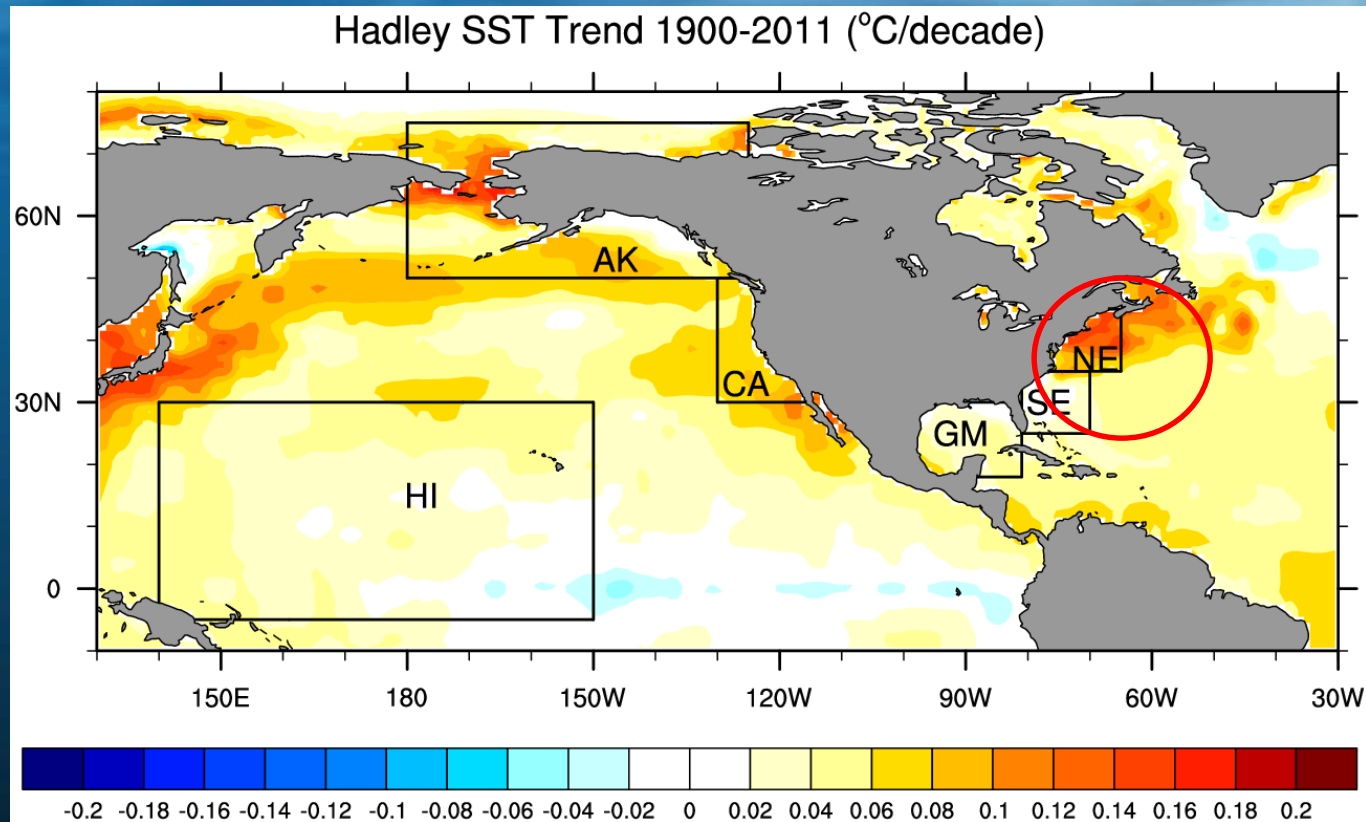 Hadley SST Trend 1900-2011 (°C/decade)
60N
AK
NE
CA
30N
SE
GM
HI
0
150E 180 150W 120W 90W 60W 30W
-0.2 -0.18 -0.16 -0.14 -0.12 -0.1 -0.08 -0.06 -0.04 -0.02 0 0.02 0.04 0.06 0.08 0.1 0.12 0.14 0.16 0.18 0.2